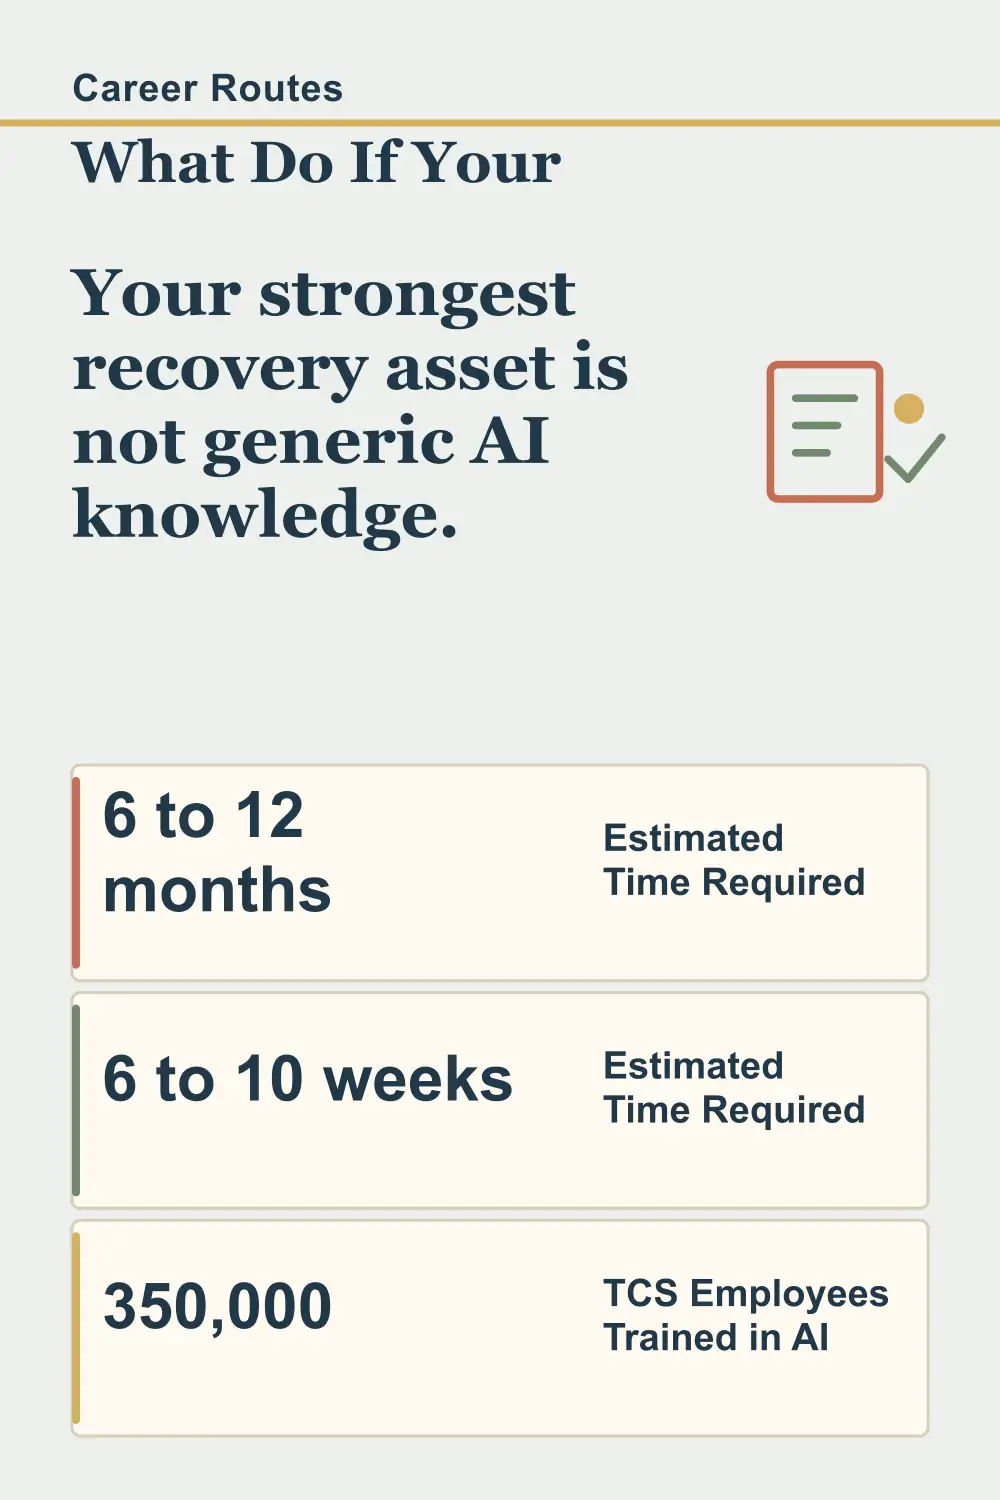 Career Routes
What Do If Your
Your strongest
recovery asset is
not generic AI
knowledge.
6 to 12
months
Estimated
Time Required
6 to 10 weeks
Estimated
Time Required
350,000
TCS Employees
Trained in AI